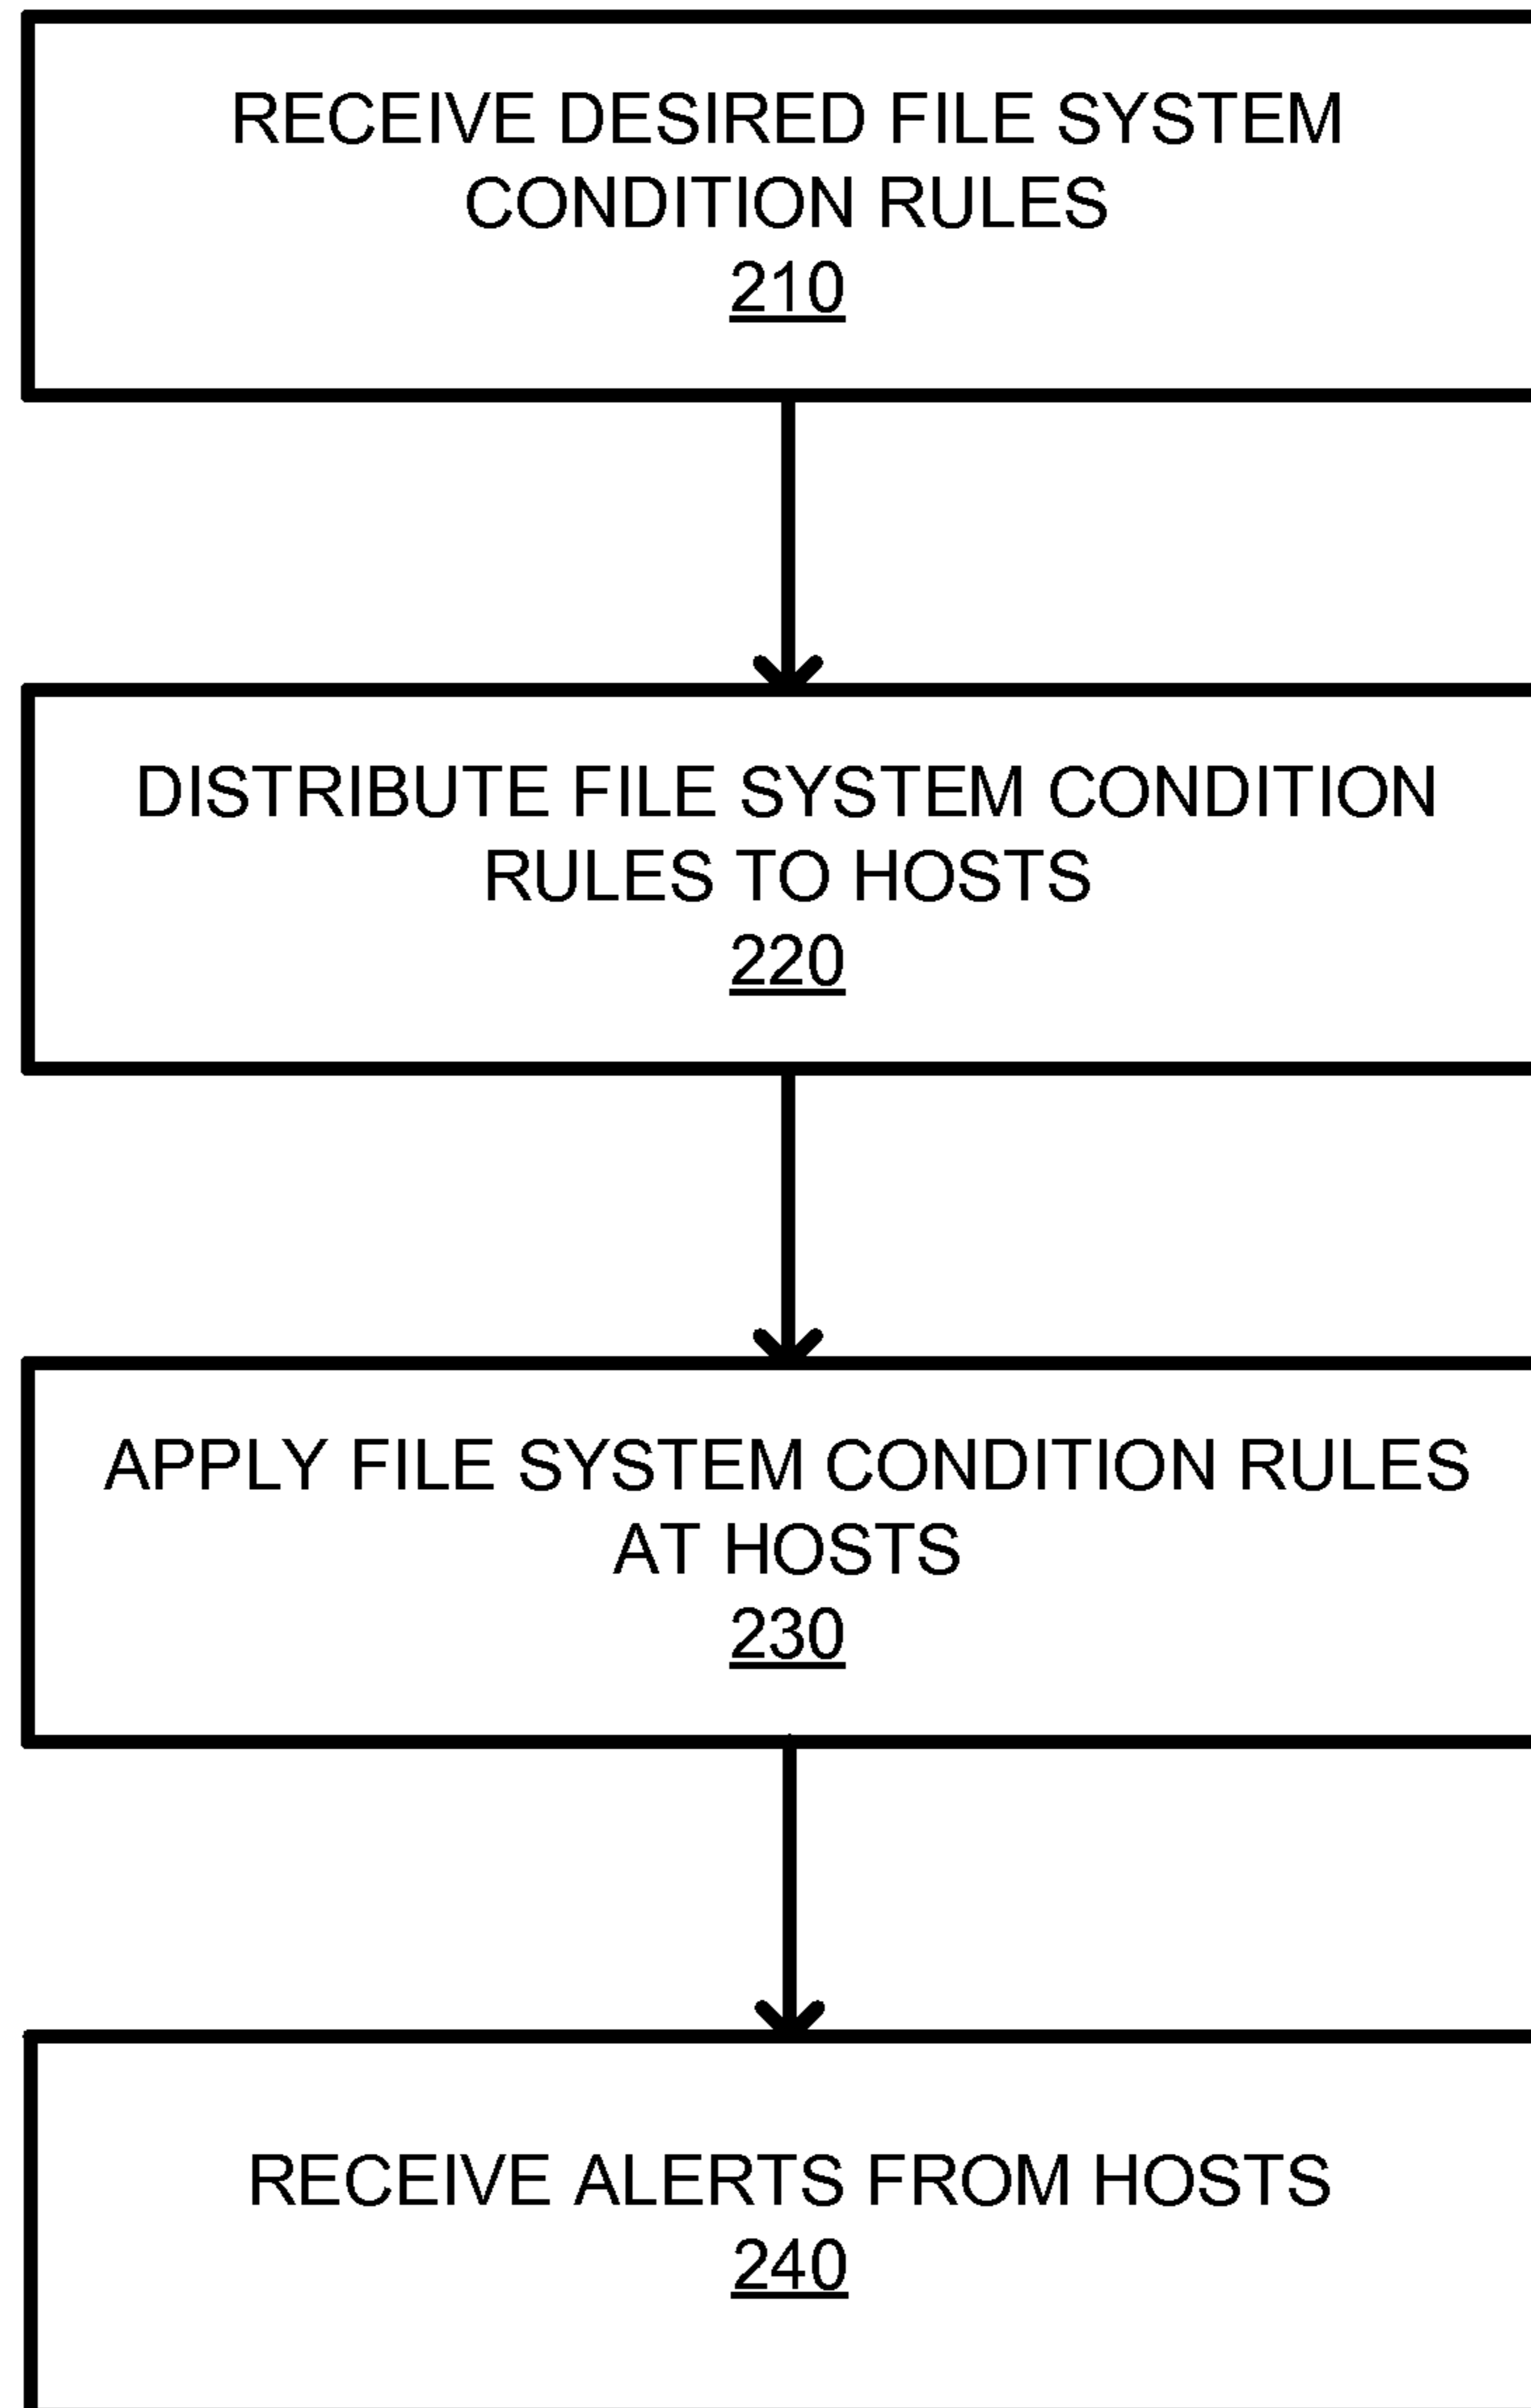 RECEIVE DESIRED FILE SYSTEM
CONDITION RULES
210
DISTRIBUTE FILE SYSTEM CONDITION
RULES TO HOSTS
220
APPLY FILE SYSTEM CONDITION RULES
AT HOSTS
230
RECEIVE ALERTS FROM HOSTS
240